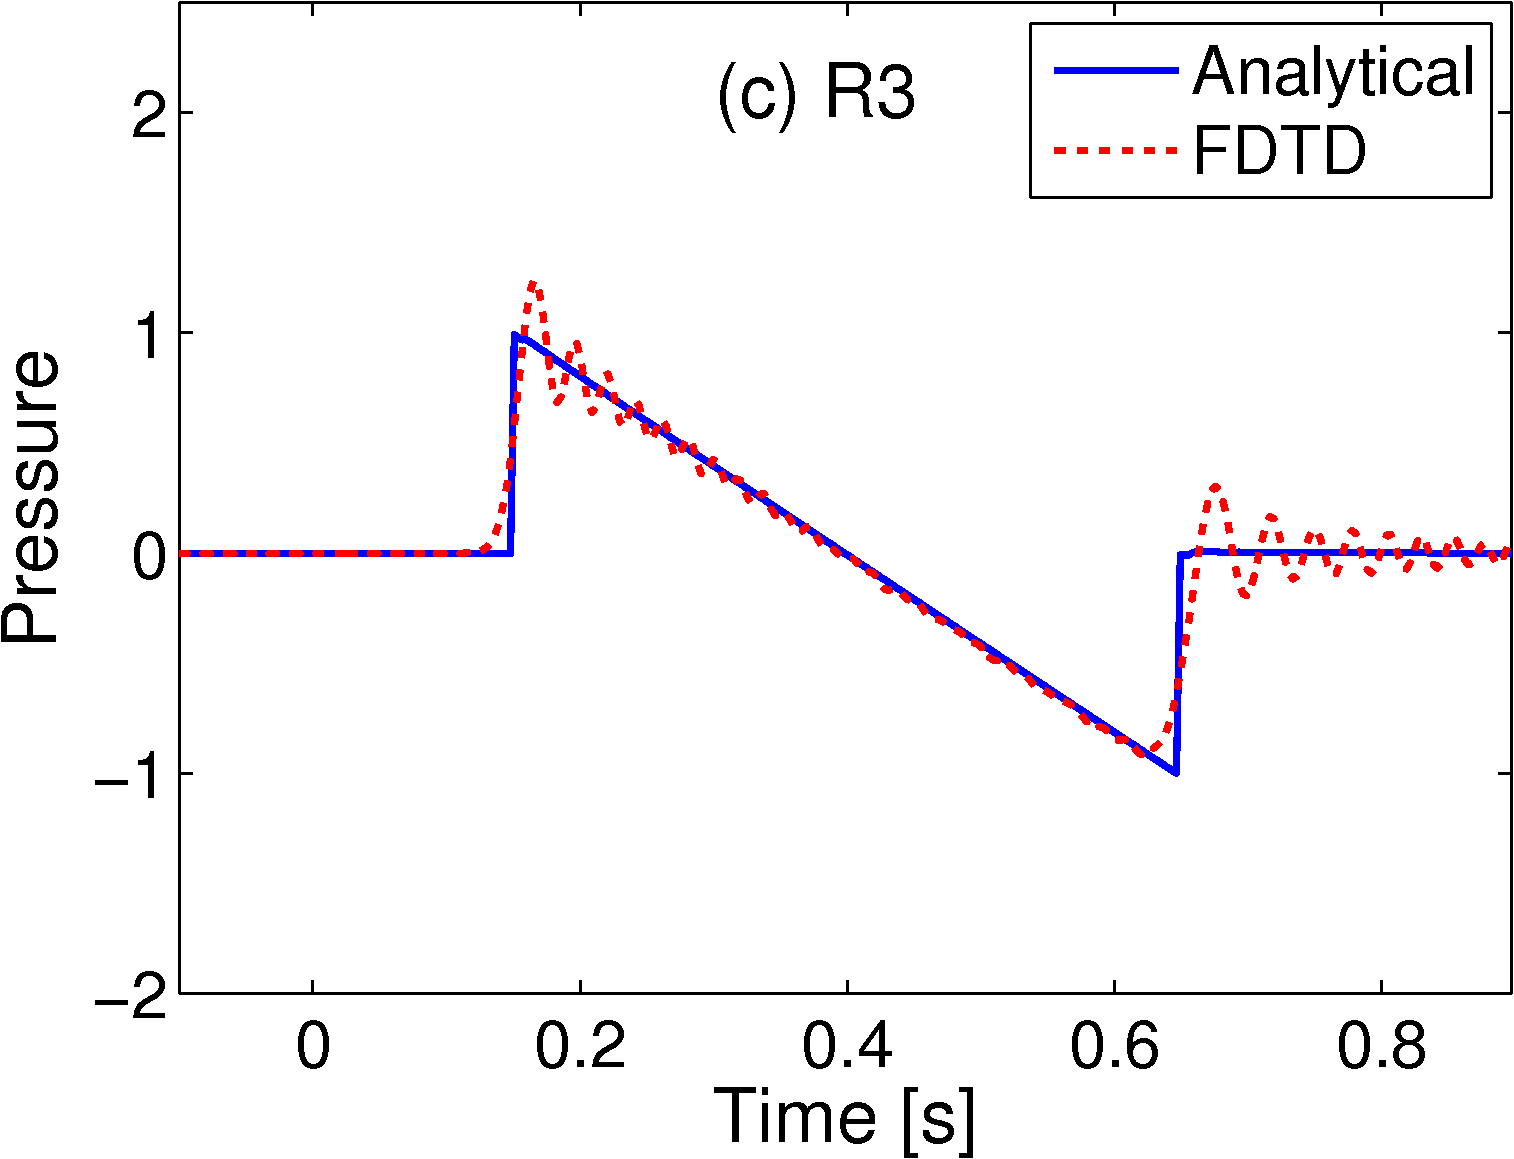 (c) R3
Analytical
FDTD
2
1
0
−1
−2
Pressure
0 0.2 0.4 0.6 0.8
Time [s]